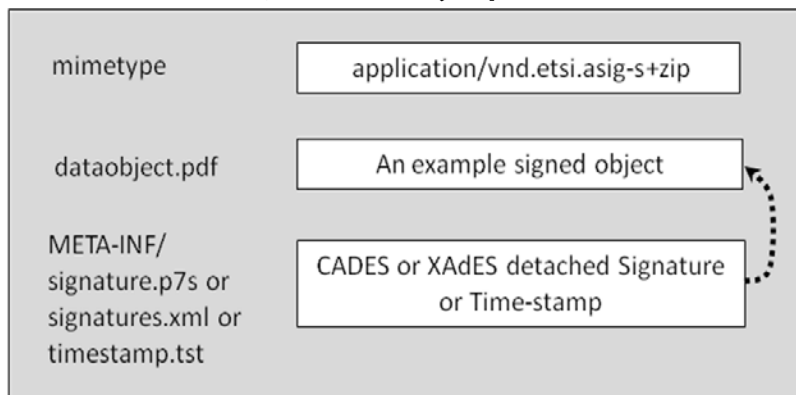 mimetype
application/vnd.etsi.asig-s+zip
dataobject.pdf
An example signed object
META-INF/
signature.p7s or
signatures.xml or
timestamp.tst
CADES or XAdES detached Signature
or Time-stamp